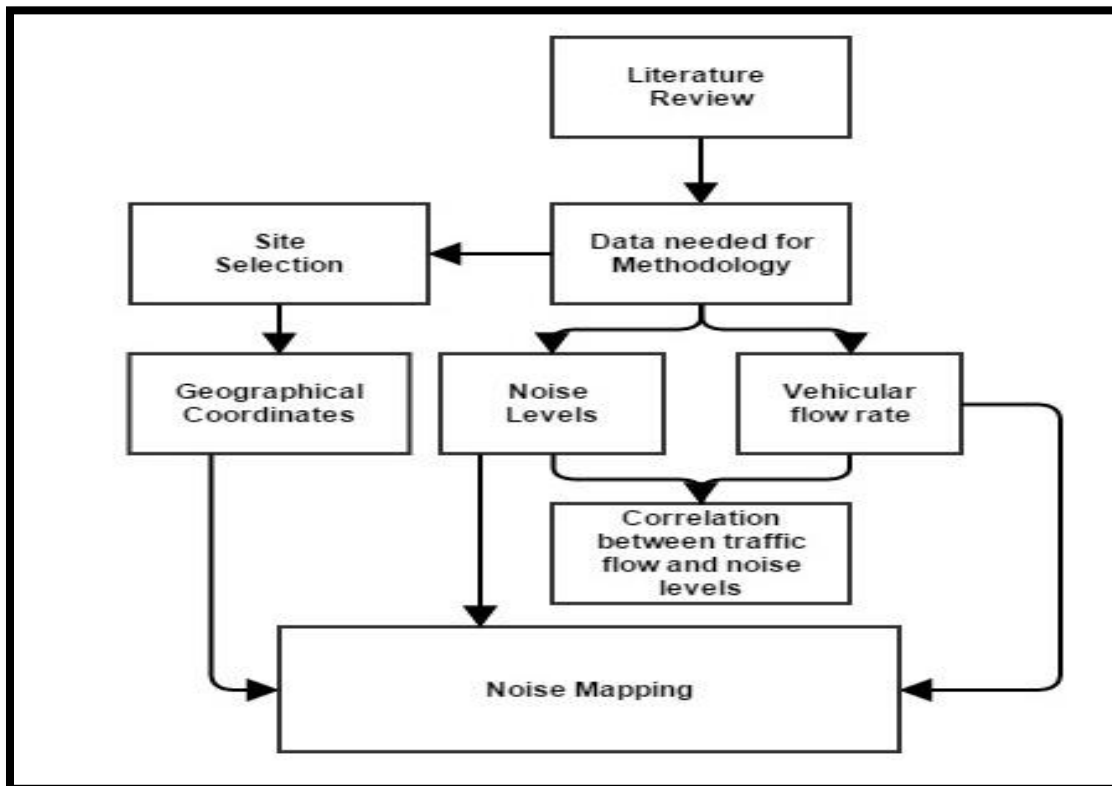 Literature
Review
Site
Selection
Data needed for
Methodology
Geographical
Coordinates
Noise
Levels
Vehicular
flow rate
Correlation
between traffic
flow and noise
levels
Noise Mapping